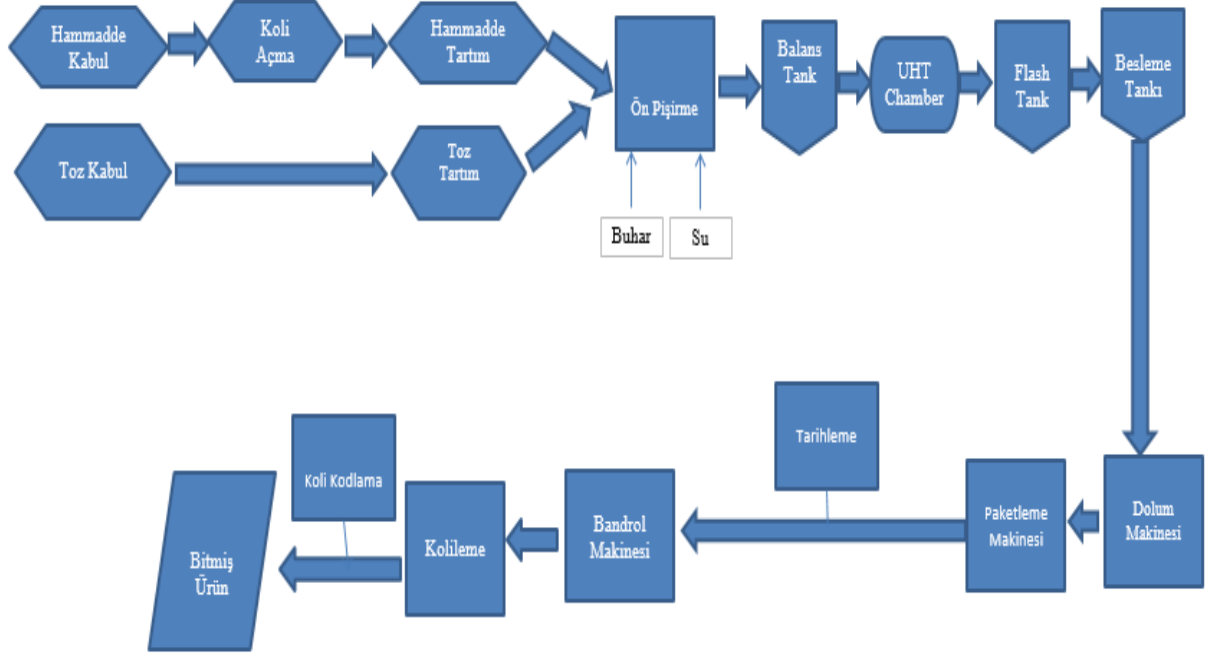 Hammadde
Kabul
Koli
Açma
Hammadde
Tartım
Ön Pişirme
Balans
Tank
UHT
Chamber
Flash
Tank
Besleme
Tankı
Toz Kabul
Toz
Tartım
Buhar
Su
Tarihleme
Koli Kodlama
Bitmiş
Ürün
Kolileme
Bandrol
Makinesi
Paketleme
Makinesi
Dolum
Makinesi